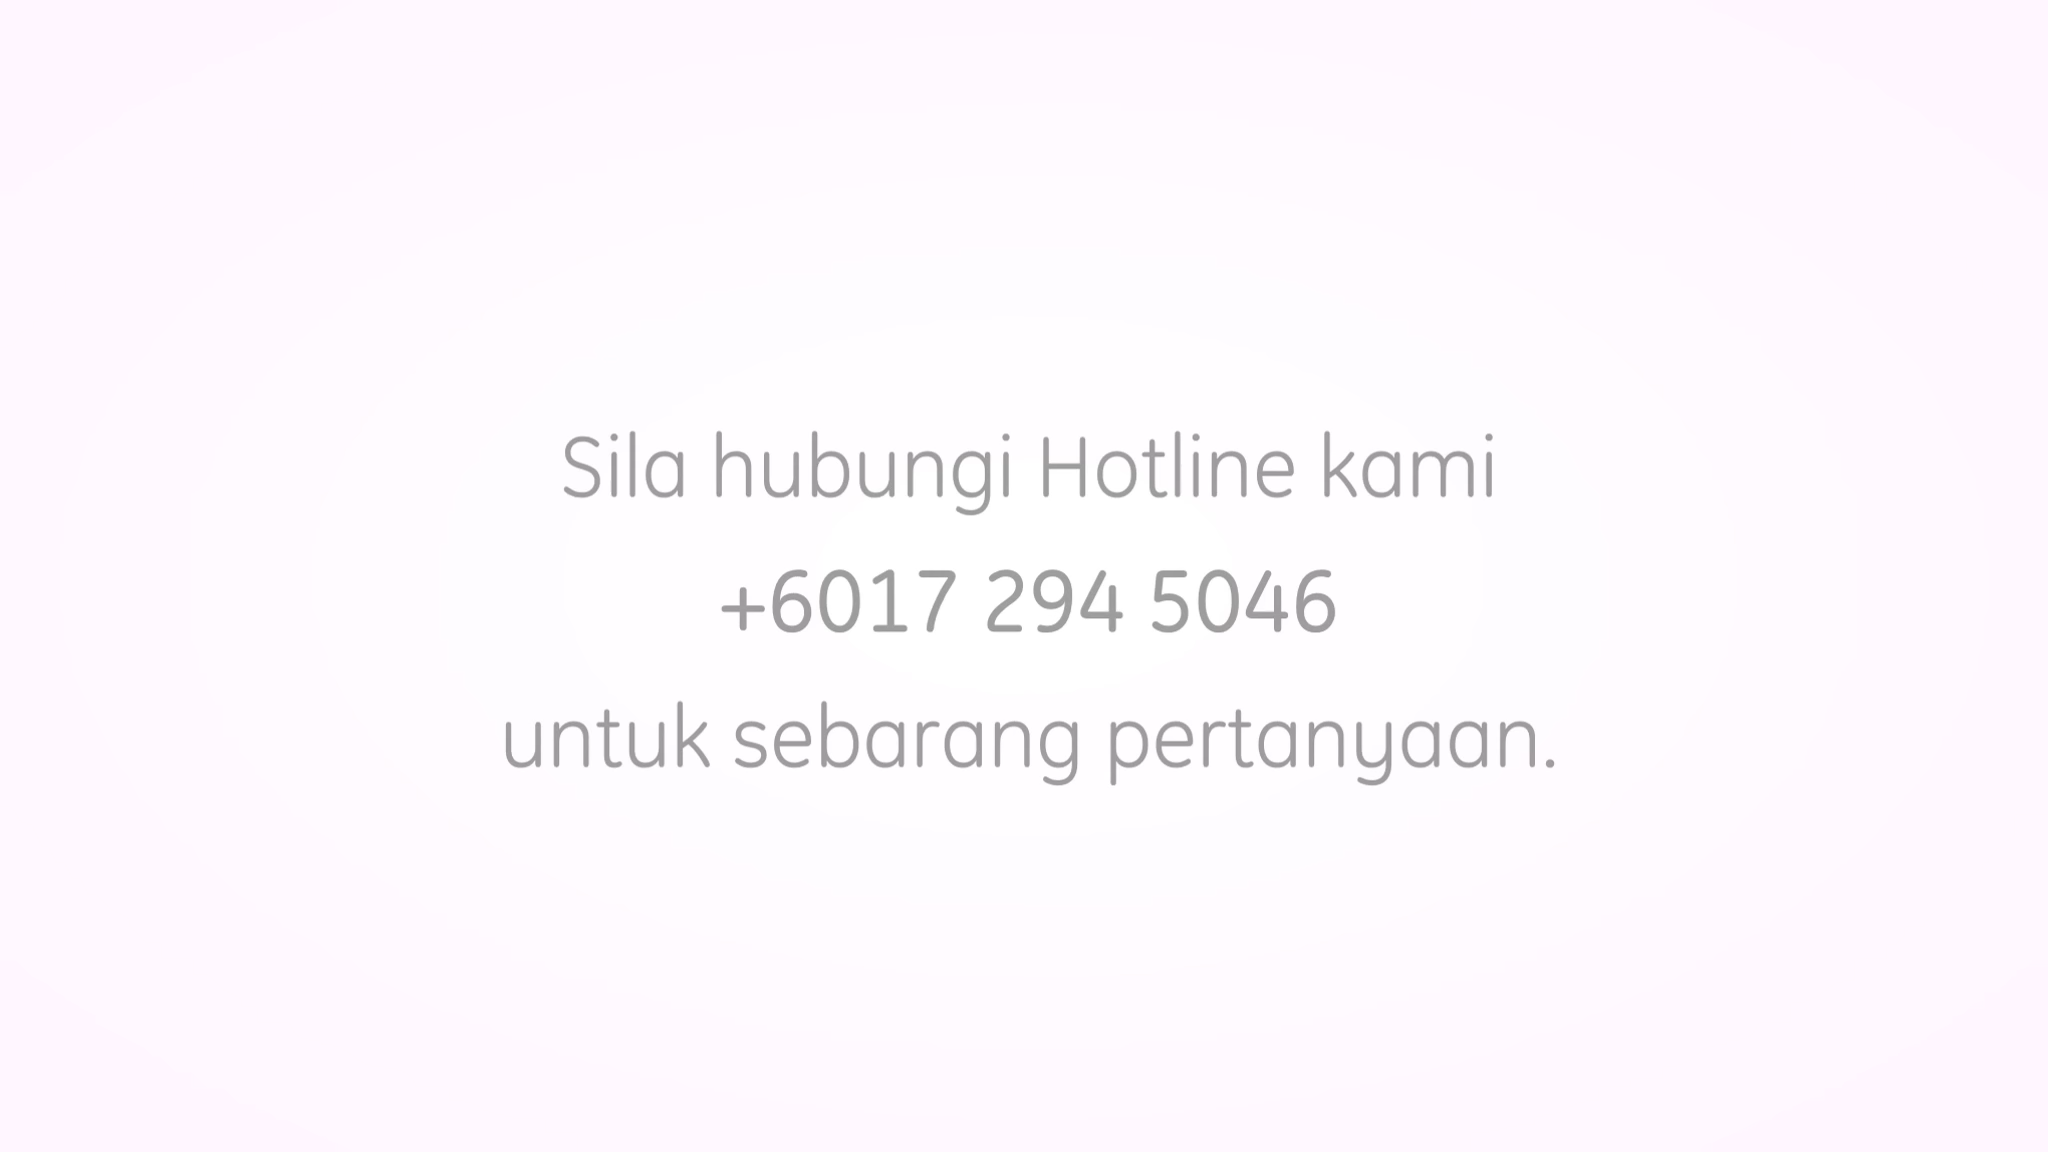 Sila hubungi Hotline kami
+6017 294 5046
untuk sebarang pertanyaan.